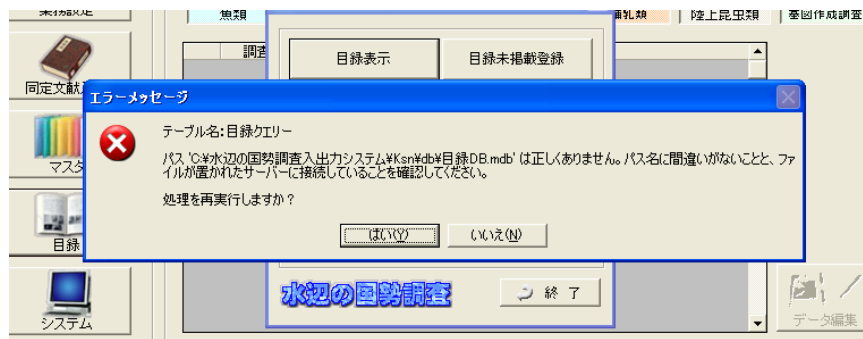 魚類
陸上昆虫類
基図作成調査
調査
目録表示
目録未掲載登録
同定文献
エラーメッセージ
テーブル名:目録クエリー
パス 'C:¥水辺の国勢調査入出力システム¥Ksn¥db¥目録DB.mdb' は正しくありません。パス名に間違いがないことと、ファ
イルが置かれたサーバーに接続していることを確認してください。
処理を再実行しますか?
はい(Y)
いいえ(N)
マス
目録
水辺の国勢調査
終 了
システム
データ編集